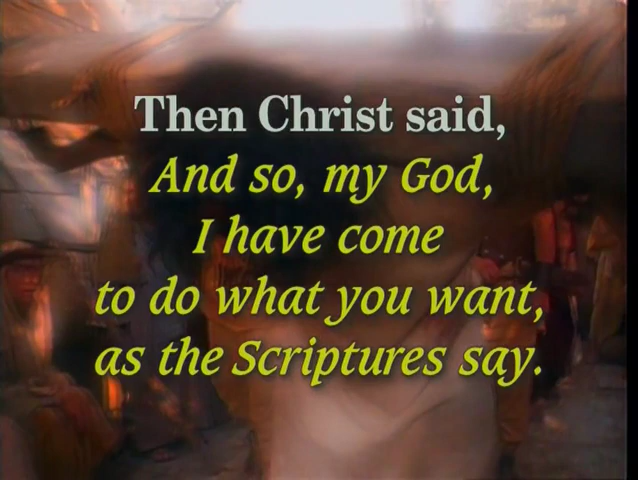 Then Christ said,
And so, my God,
I have come
to do what you want,
as the Scriptures say.